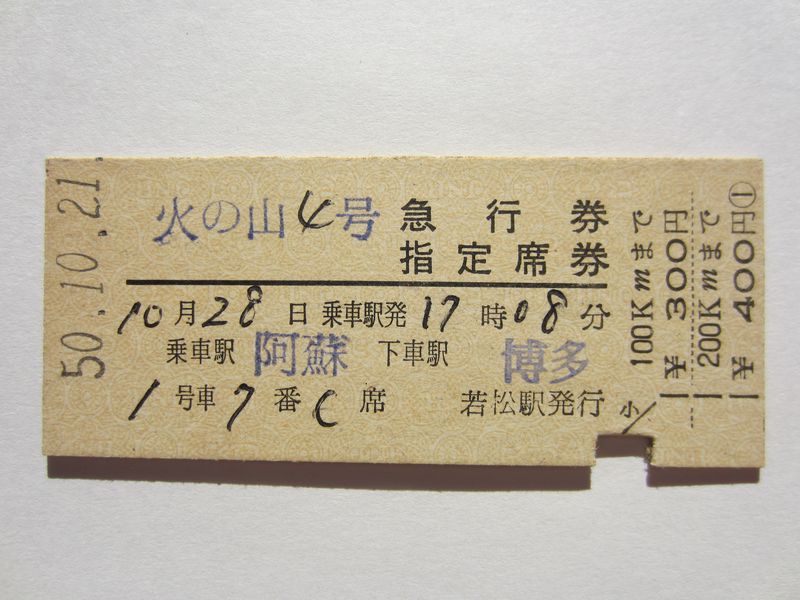 50.10.21
火の山4号 急行券
指定席券
10月28日 乗車駅発17時08分
乗車駅 阿蘇 下車駅 博多
1号車7番C席 若松駅発行
小
100Kmまで ¥300円
200Kmまで ¥400円①